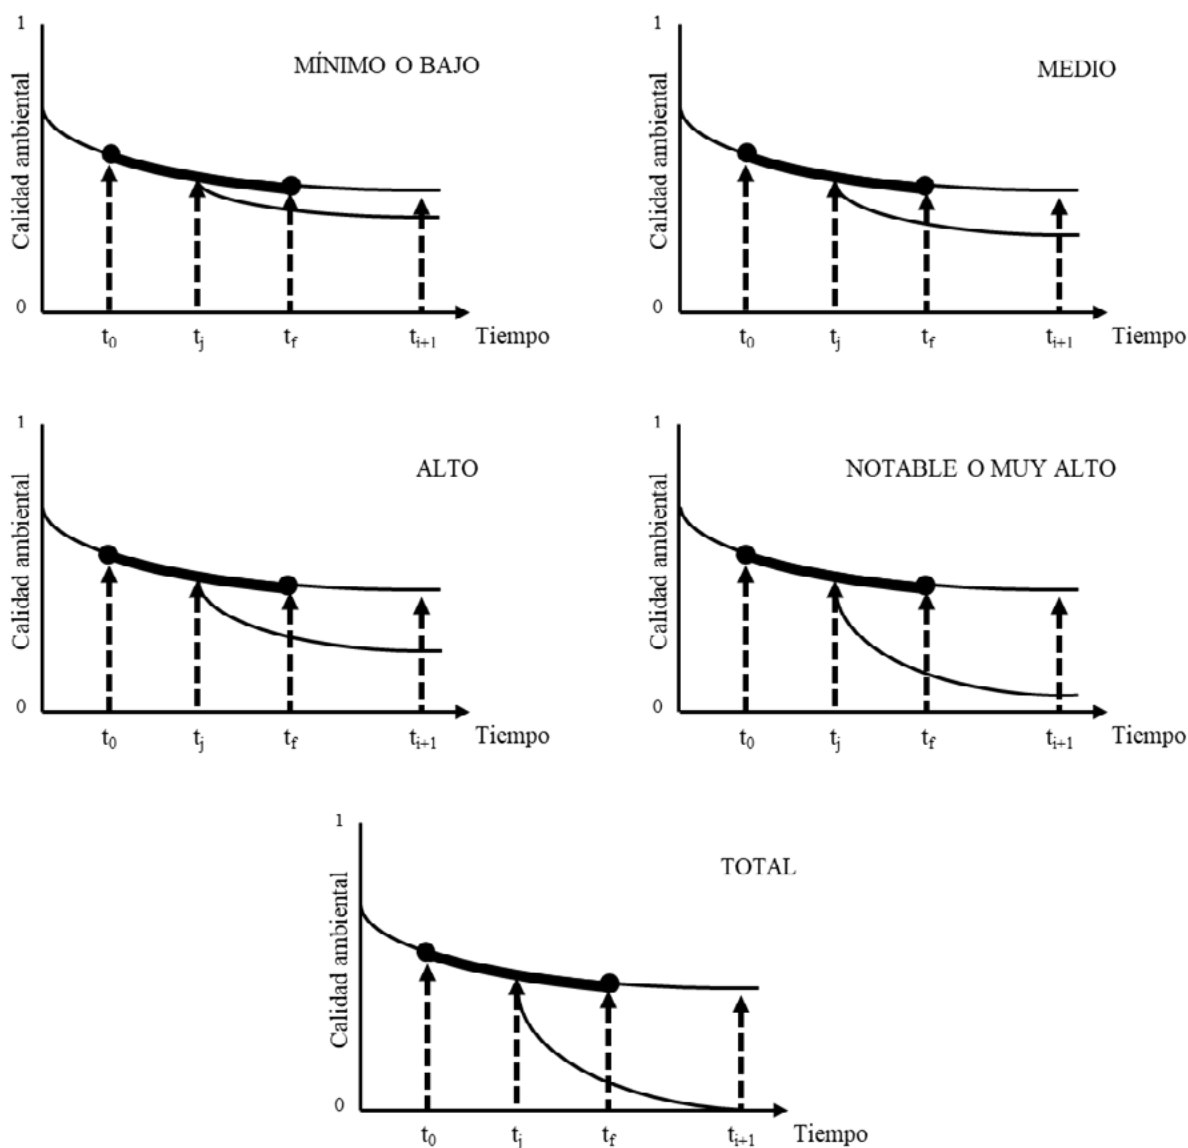 1
MÍNIMO O BAJO
Calidad ambiental
0
t0 tj tf ti+1 Tiempo
1
MEDIO
Calidad ambiental
0
t0 tj tf ti+1 Tiempo
1
ALTO
Calidad ambiental
0
t0 tj tf ti+1 Tiempo
1
NOTABLE O MUY ALTO
Calidad ambiental
0
t0 tj tf ti+1 Tiempo
1
TOTAL
Calidad ambiental
0
t0 tj tf ti+1 Tiempo